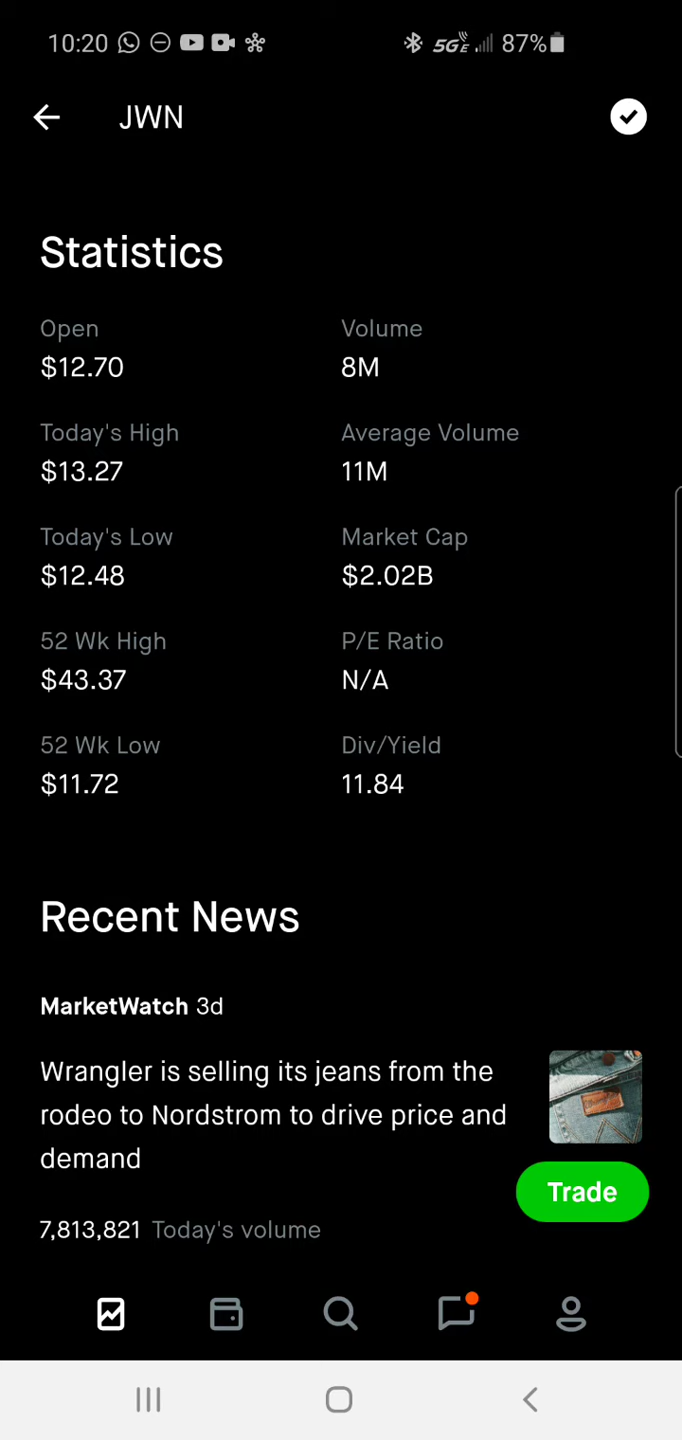 10:20
5GE 87%
JWN
Statistics
Open
$12.70
Volume
8M
Today's High
$13.27
Average Volume
11M
Today's Low
$12.48
Market Cap
$2.02B
52 Wk High
$43.37
P/E Ratio
N/A
52 Wk Low
$11.72
Div/Yield
11.84
Recent News
MarketWatch 3d
Wrangler is selling its jeans from the
rodeo to Nordstrom to drive price and
demand
Trade
7,813,821 Today's volume